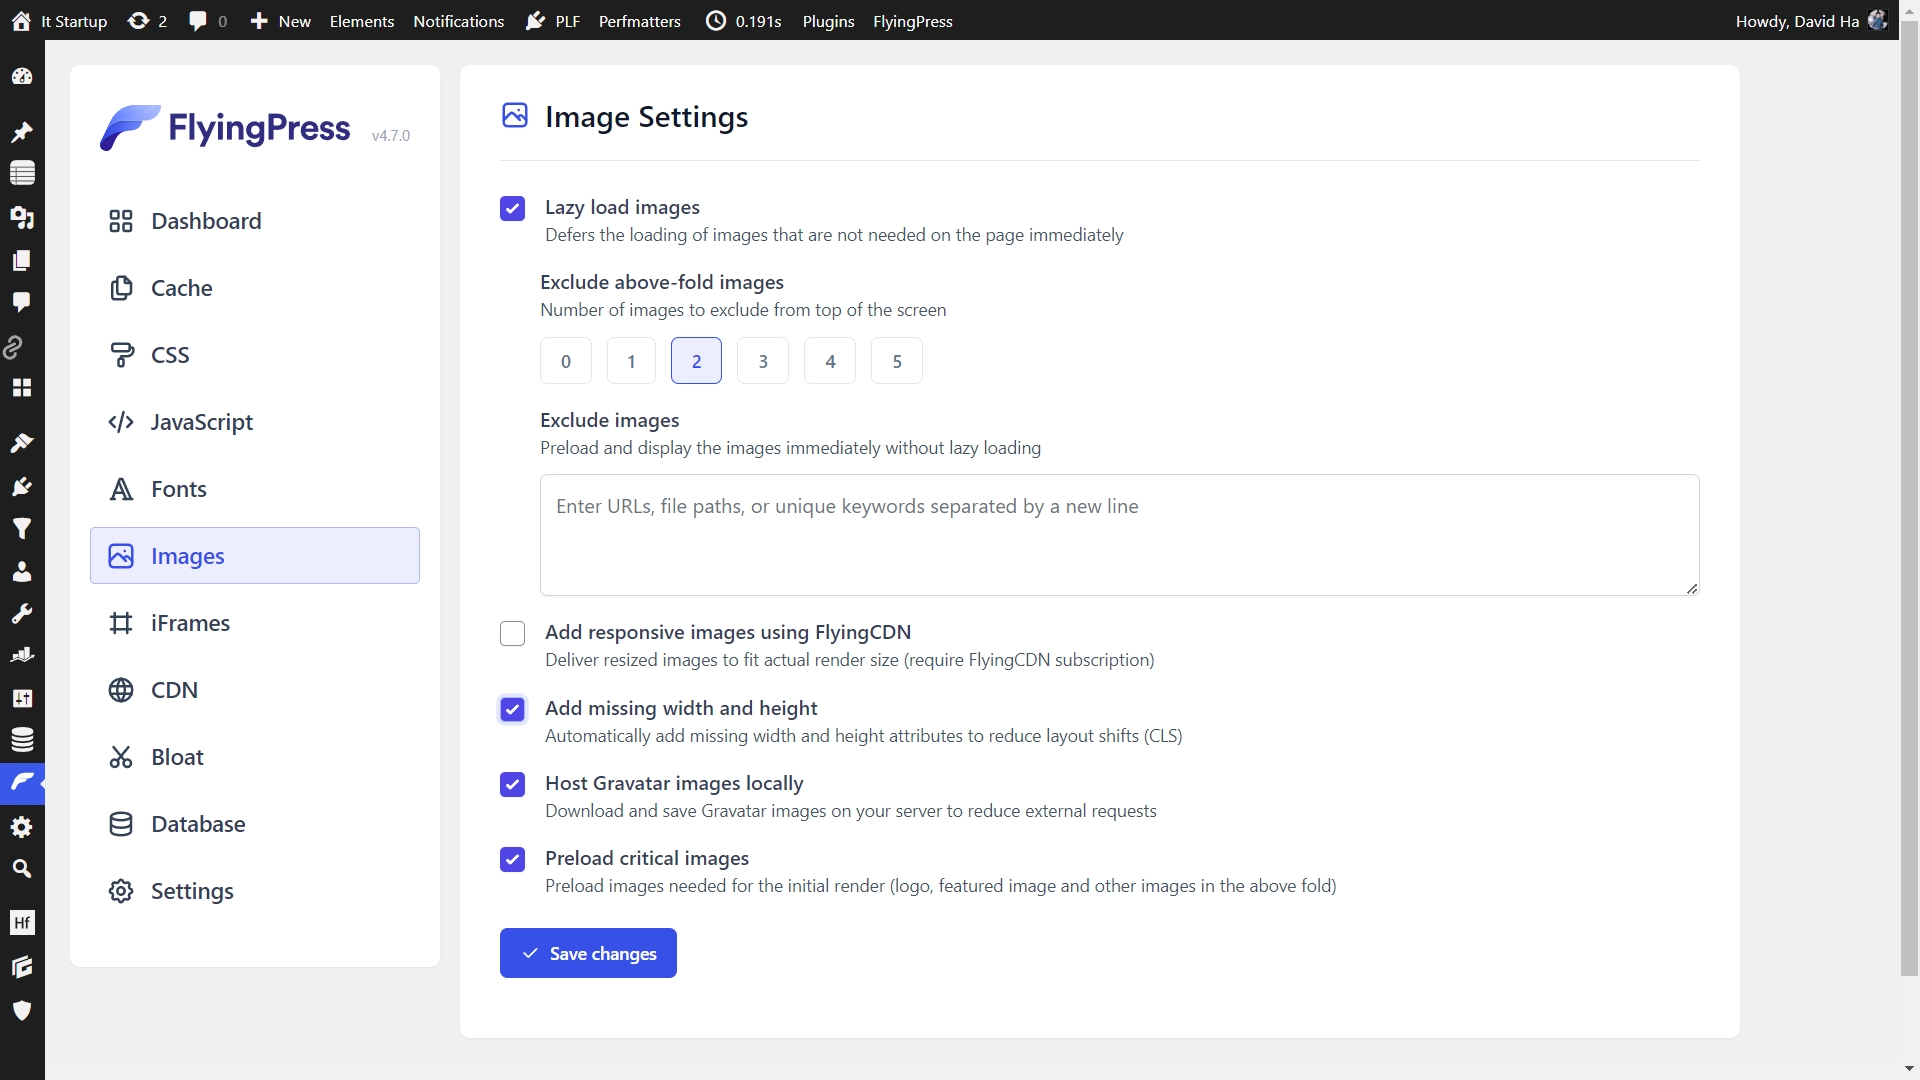 It Startup 2 0 New Elements Notifications PLF Perfmatters 0.191s Plugins FlyingPress Howdy, David Ha
FlyingPress v4.7.0
Dashboard
Cache
CSS
JavaScript
Fonts
Images
iFrames
CDN
Bloat
Database
Settings
Hf
Image Settings
Lazy load images
Defers the loading of images that are not needed on the page immediately
Exclude above-fold images
Number of images to exclude from top of the screen
0 1 2 3 4 5
Exclude images
Preload and display the images immediately without lazy loading
Enter URLs, file paths, or unique keywords separated by a new line
Add responsive images using FlyingCDN
Deliver resized images to fit actual render size (require FlyingCDN subscription)
Add missing width and height
Automatically add missing width and height attributes to reduce layout shifts (CLS)
Host Gravatar images locally
Download and save Gravatar images on your server to reduce external requests
Preload critical images
Preload images needed for the initial render (logo, featured image and other images in the above fold)
Save changes